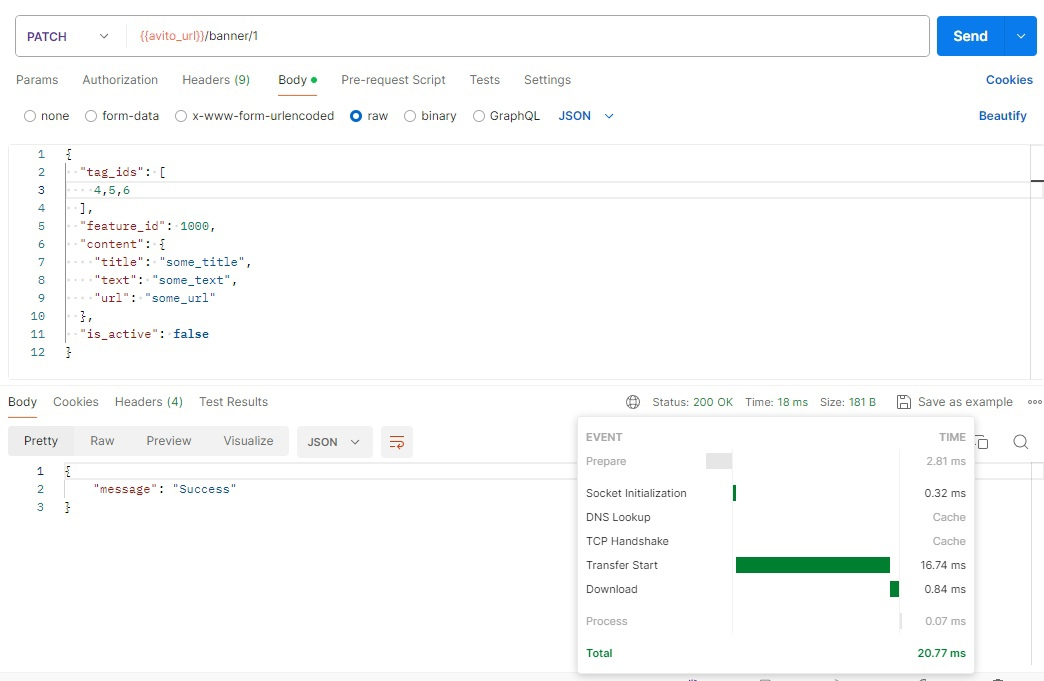 PATCH {{avito_url}}/banner/1 Send
Params Authorization Headers (9) Body Pre-request Script Tests Settings Cookies
none form-data x-www-form-urlencoded raw binary GraphQL JSON Beautify
1 {
2 "tag_ids": [
3 4,5,6
4 ],
5 "feature_id": 1000,
6 "content": {
7 "title": "some_title",
8 "text": "some_text",
9 "url": "some_url"
10 },
11 "is_active": false
12 }
Body Cookies Headers (4) Test Results Status: 200 OK Time: 18 ms Size: 181 B Save as example
Pretty Raw Preview Visualize JSON
1 {
2 "message": "Success"
3 }
EVENT TIME
Prepare 2.81 ms
Socket Initialization 0.32 ms
DNS Lookup Cache
TCP Handshake Cache
Transfer Start 16.74 ms
Download 0.84 ms
Process 0.07 ms
Total 20.77 ms